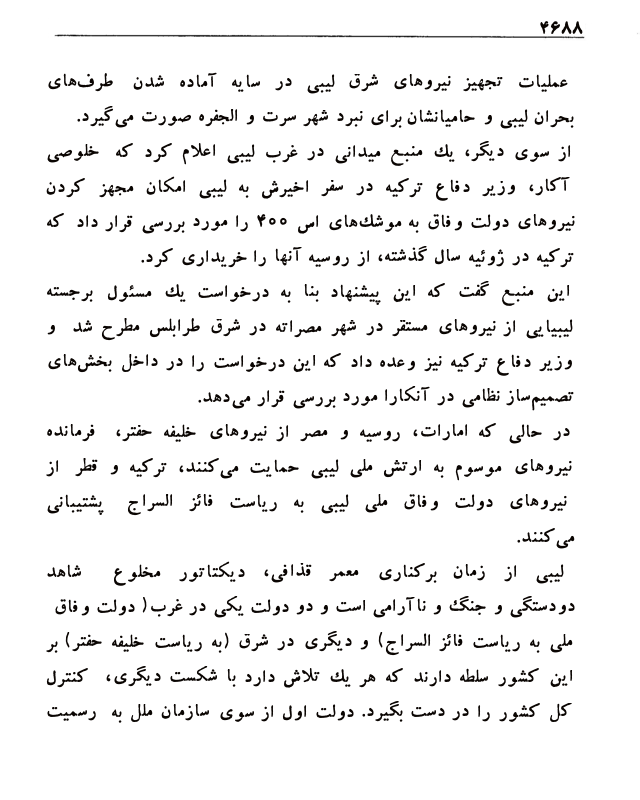 ۴۶۸۸
عملیات تجهیز نیروهای شرق لیبی در سایه آماده شدن طرف‌های
بحران لیبی و حامیانشان برای نبرد شهر سرت و الجفره صورت می‌گیرد.
از سوی دیگر، یك منبع میدانی در غرب لیبی اعلام کرد که خلوصی
آکار، وزیر دفاع ترکیه در سفر اخیرش به لیبی امکان مجهز کردن
نیروهای دولت وفاق به موشك‌های اس ۴۰۰ را مورد بررسی قرار داد که
ترکیه در ژوئیه سال گذشته، از روسیه آنها را خریداری کرد.
این منبع گفت که این پیشنهاد بنا به درخواست یك مسئول برجسته
لیبیایی از نیروهای مستقر در شهر مصراته در شرق طرابلس مطرح شد و
وزیر دفاع ترکیه نیز وعده داد که این درخواست را در داخل بخش‌های
تصمیم‌ساز نظامی در آنکارا مورد بررسی قرار می‌دهد.
در حالی که امارات، روسیه و مصر از نیروهای خلیفه حفتر، فرمانده
نیروهای موسوم به ارتش ملی لیبی حمایت می‌کنند، ترکیه و قطر از
نیروهای دولت وفاق ملی لیبی به ریاست فائز السراج پشتیبانی
می‌کنند.
لیبی از زمان برکناری معمر قذافی، دیکتاتور مخلوع شاهد
دودستگی و جنگ و ناآرامی است و دو دولت یکی در غرب( دولت وفاق
ملی به ریاست فائز السراج) و دیگری در شرق (به ریاست خلیفه حفتر) بر
این کشور سلطه دارند که هر یك تلاش دارد با شکست دیگری، کنترل
کل کشور را در دست بگیرد. دولت اول از سوی سازمان ملل به رسمیت